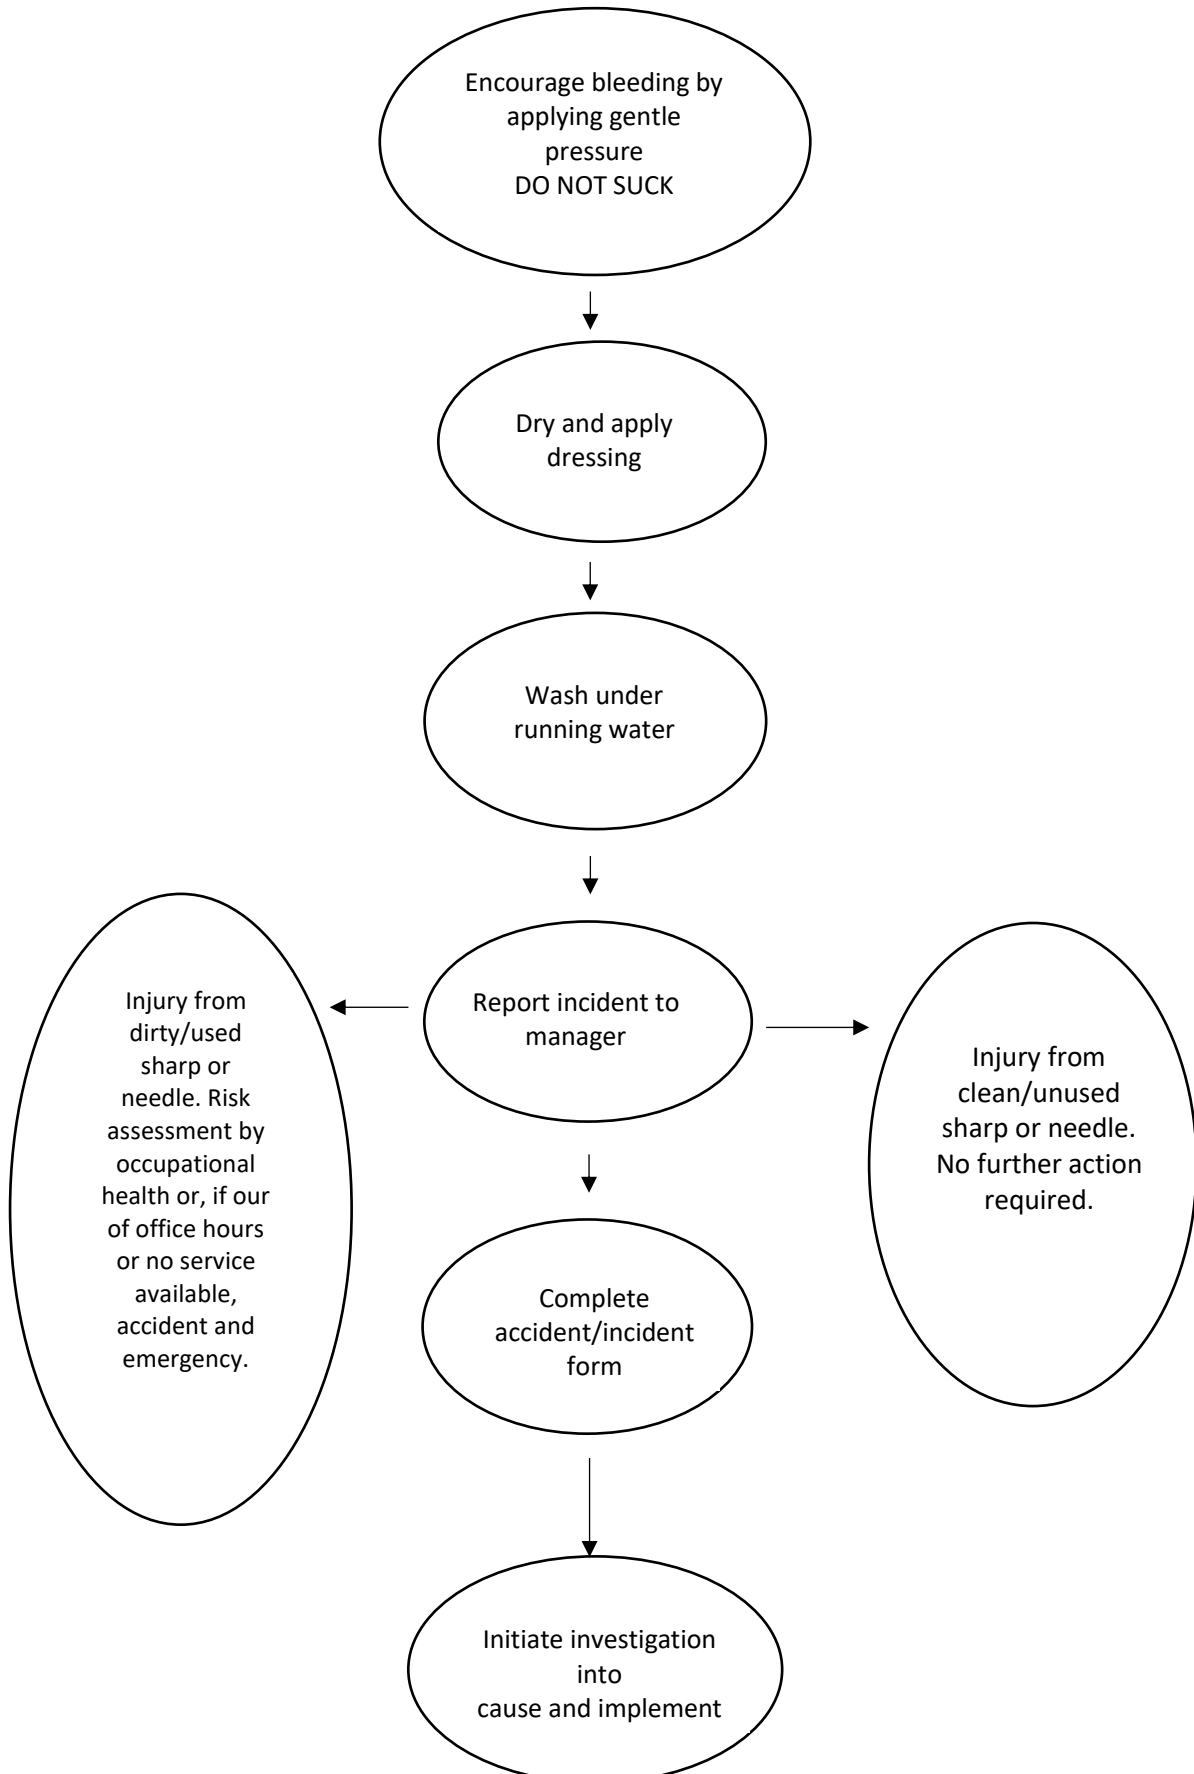 Encourage bleeding by
applying gentle
pressure
DO NOT SUCK
Dry and apply
dressing
Wash under
running water
Report incident to
manager
Injury from
dirty/used
sharp or
needle. Risk
assessment by
occupational
health or, if our
of office hours
or no service
available,
accident and
emergency.
Injury from
clean/unused
sharp or needle.
No further action
required.
Complete
accident/incident
form
Initiate investigation
into
cause and implement